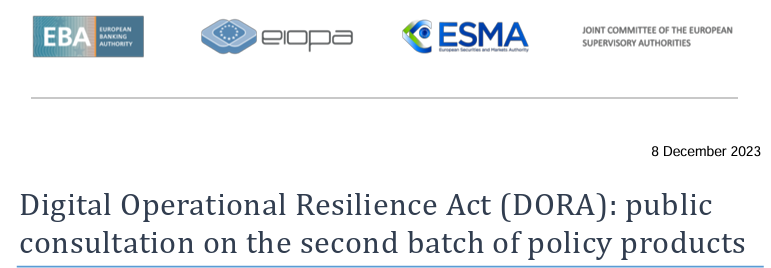 EBA EUROPEAN
BANKING
AUTHORITY
eiopa
ESMA
European Securities and Markets Authority
JOINT COMMITTEE OF THE EUROPEAN
SUPERVISORY AUTHORITIES
8 December 2023
Digital Operational Resilience Act (DORA): public
consultation on the second batch of policy products